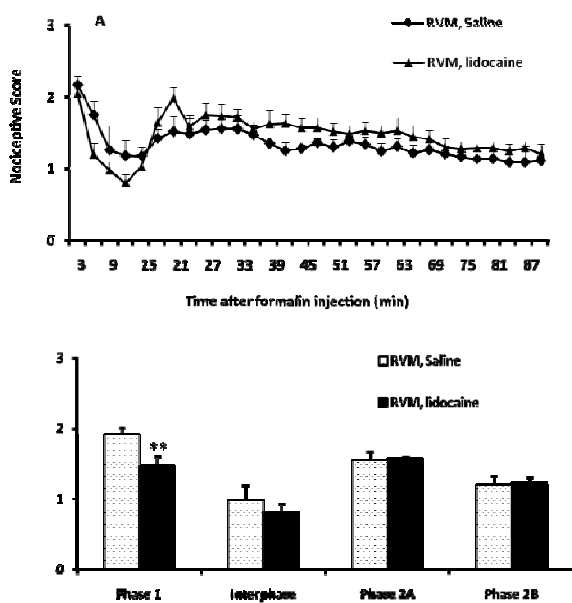 A
3
RVM, Saline
RVM, lidocaine
2
1
0
Nociceptive Score
3 9 15 21 27 33 39 45 51 57 63 69 75 81 87
Time after formalin injection (min)
3
RVM, Saline
RVM, lidocaine
2
**
1
0
Phase 1 Interphase Phase 2A Phase 2B